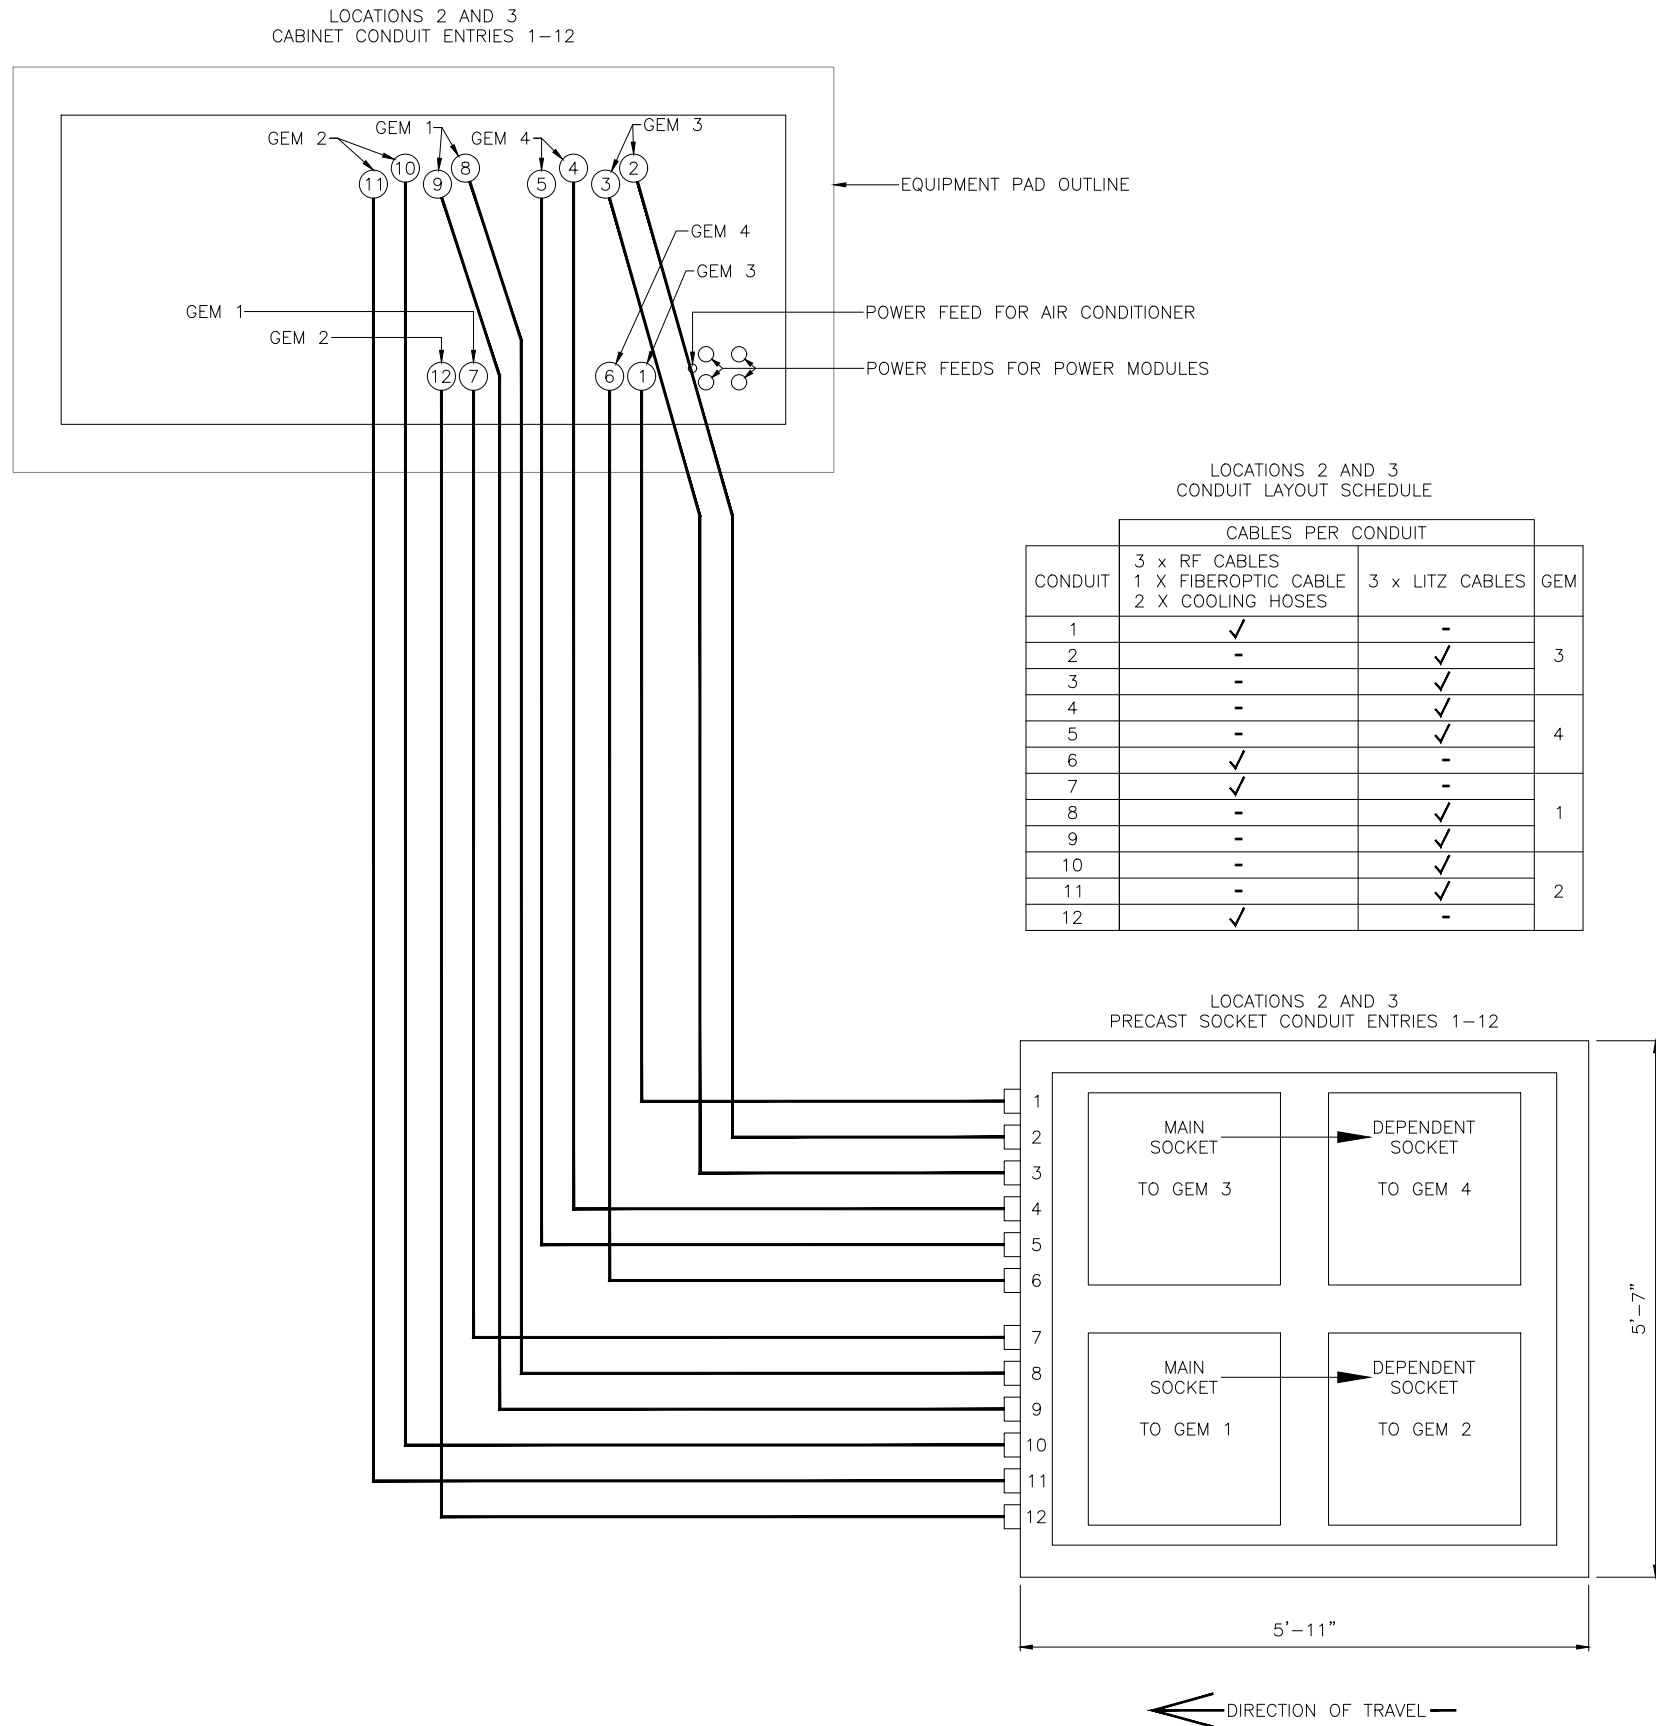 LOCATIONS 2 AND 3
CABINET CONDUIT ENTRIES 1-12
GEM 2
GEM 1
GEM 4
GEM 3
11
10
9
8
5
4
3
2
EQUIPMENT PAD OUTLINE
GEM 4
GEM 3
GEM 1
GEM 2
POWER FEED FOR AIR CONDITIONER
POWER FEEDS FOR POWER MODULES
12
7
6
1
LOCATIONS 2 AND 3
CONDUIT LAYOUT SCHEDULE
CABLES PER CONDUIT
CONDUIT
3 x RF CABLES
1 X FIBEROPTIC CABLE
2 X COOLING HOSES
3 x LITZ CABLES
GEM
1 ✓ -
2 - ✓ 3
3 - ✓
4 - ✓
5 - ✓ 4
6 ✓ -
7 ✓ -
8 - ✓ 1
9 - ✓
10 - ✓
11 - ✓ 2
12 ✓ -
LOCATIONS 2 AND 3
PRECAST SOCKET CONDUIT ENTRIES 1-12
1
2
3
4
5
6
7
8
9
10
11
12
MAIN
SOCKET
TO GEM 3
DEPENDENT
SOCKET
TO GEM 4
MAIN
SOCKET
TO GEM 1
DEPENDENT
SOCKET
TO GEM 2
5'-7"
5'-11"
DIRECTION OF TRAVEL